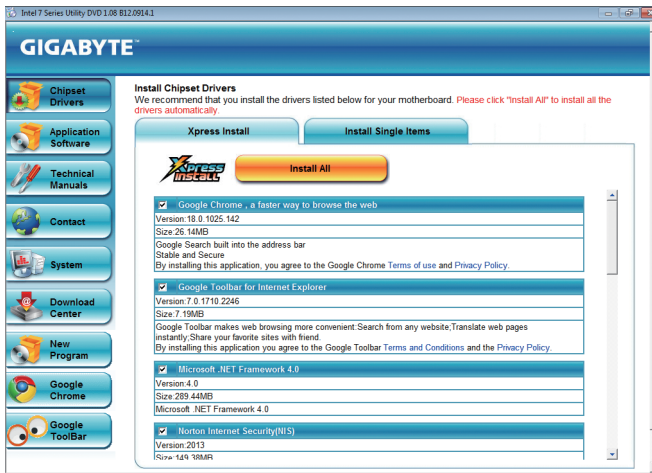 Intel 7 Series Utility DVD 1.08 B12.0914.1
GIGABYTE™
Chipset
Drivers
Application
Software
Technical
Manuals
Contact
System
Download
Center
New
Program
Google
Chrome
Google
ToolBar
Install Chipset Drivers
We recommend that you install the drivers listed below for your motherboard. Please click "Install All" to install all the
drivers automatically.
Xpress Install
Install Single Items
Xpress
Install
Install All
Google Chrome , a faster way to browse the web
Version:18.0.1025.142
Size:26.14MB
Google Search built into the address bar
Stable and Secure
By installing this application, you agree to the Google Chrome Terms of use and Privacy Policy.
Google Toolbar for Internet Explorer
Version:7.0.1710.2246
Size:7.19MB
Google Toolbar makes web browsing more convenient:Search from any website;Translate web pages
instantly;Share your favorite sites with friend.
By installing this application you agree to the Google Toolbar Terms and Conditions and the Privacy Policy.
Microsoft .NET Framework 4.0
Version:4.0
Size:289.44MB
Microsoft .NET Framework 4.0
Norton Internet Security(NIS)
Version:2013
Size:149.38MB